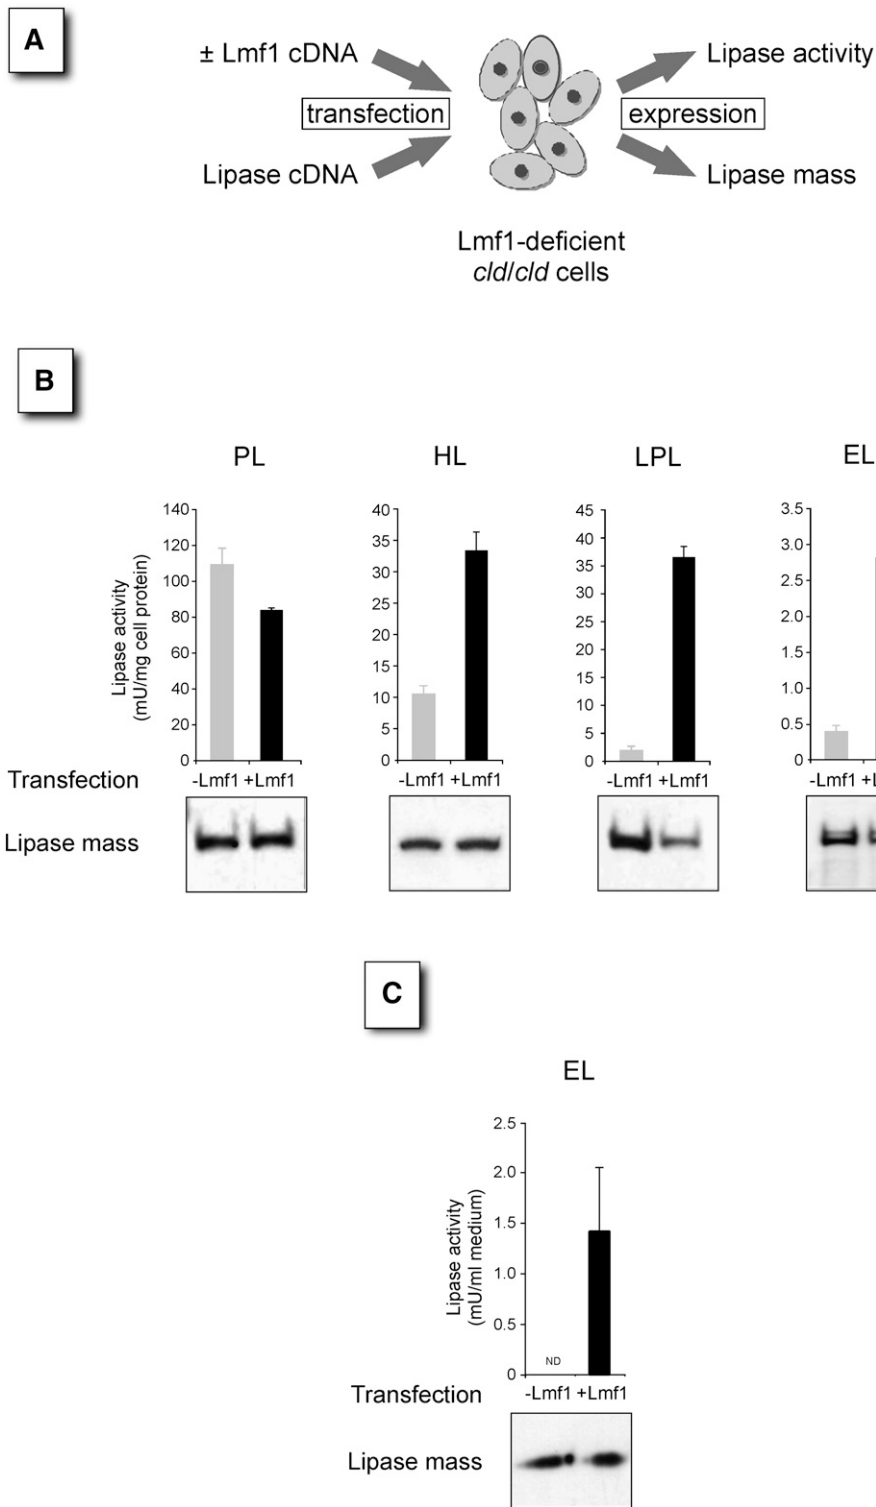 A
± Lmf1 cDNA
Lipase activity
transfection
expression
Lipase cDNA
Lipase mass
Lmf1-deficient
cld/cld cells
B
PL
HL
LPL
EL
Lipase activity
(mU/mg cell protein)
140
120
100
80
60
40
20
0
40
35
30
25
20
15
10
5
0
45
40
35
30
25
20
15
10
5
0
3.5
3.0
2.5
2.0
1.5
1.0
0.5
0
Transfection
-Lmf1 +Lmf1
-Lmf1 +Lmf1
-Lmf1 +Lmf1
-Lmf1 +L
Lipase mass
C
EL
Lipase activity
(mU/ml medium)
2.5
2.0
1.5
1.0
0.5
0
ND
Transfection
-Lmf1 +Lmf1
Lipase mass